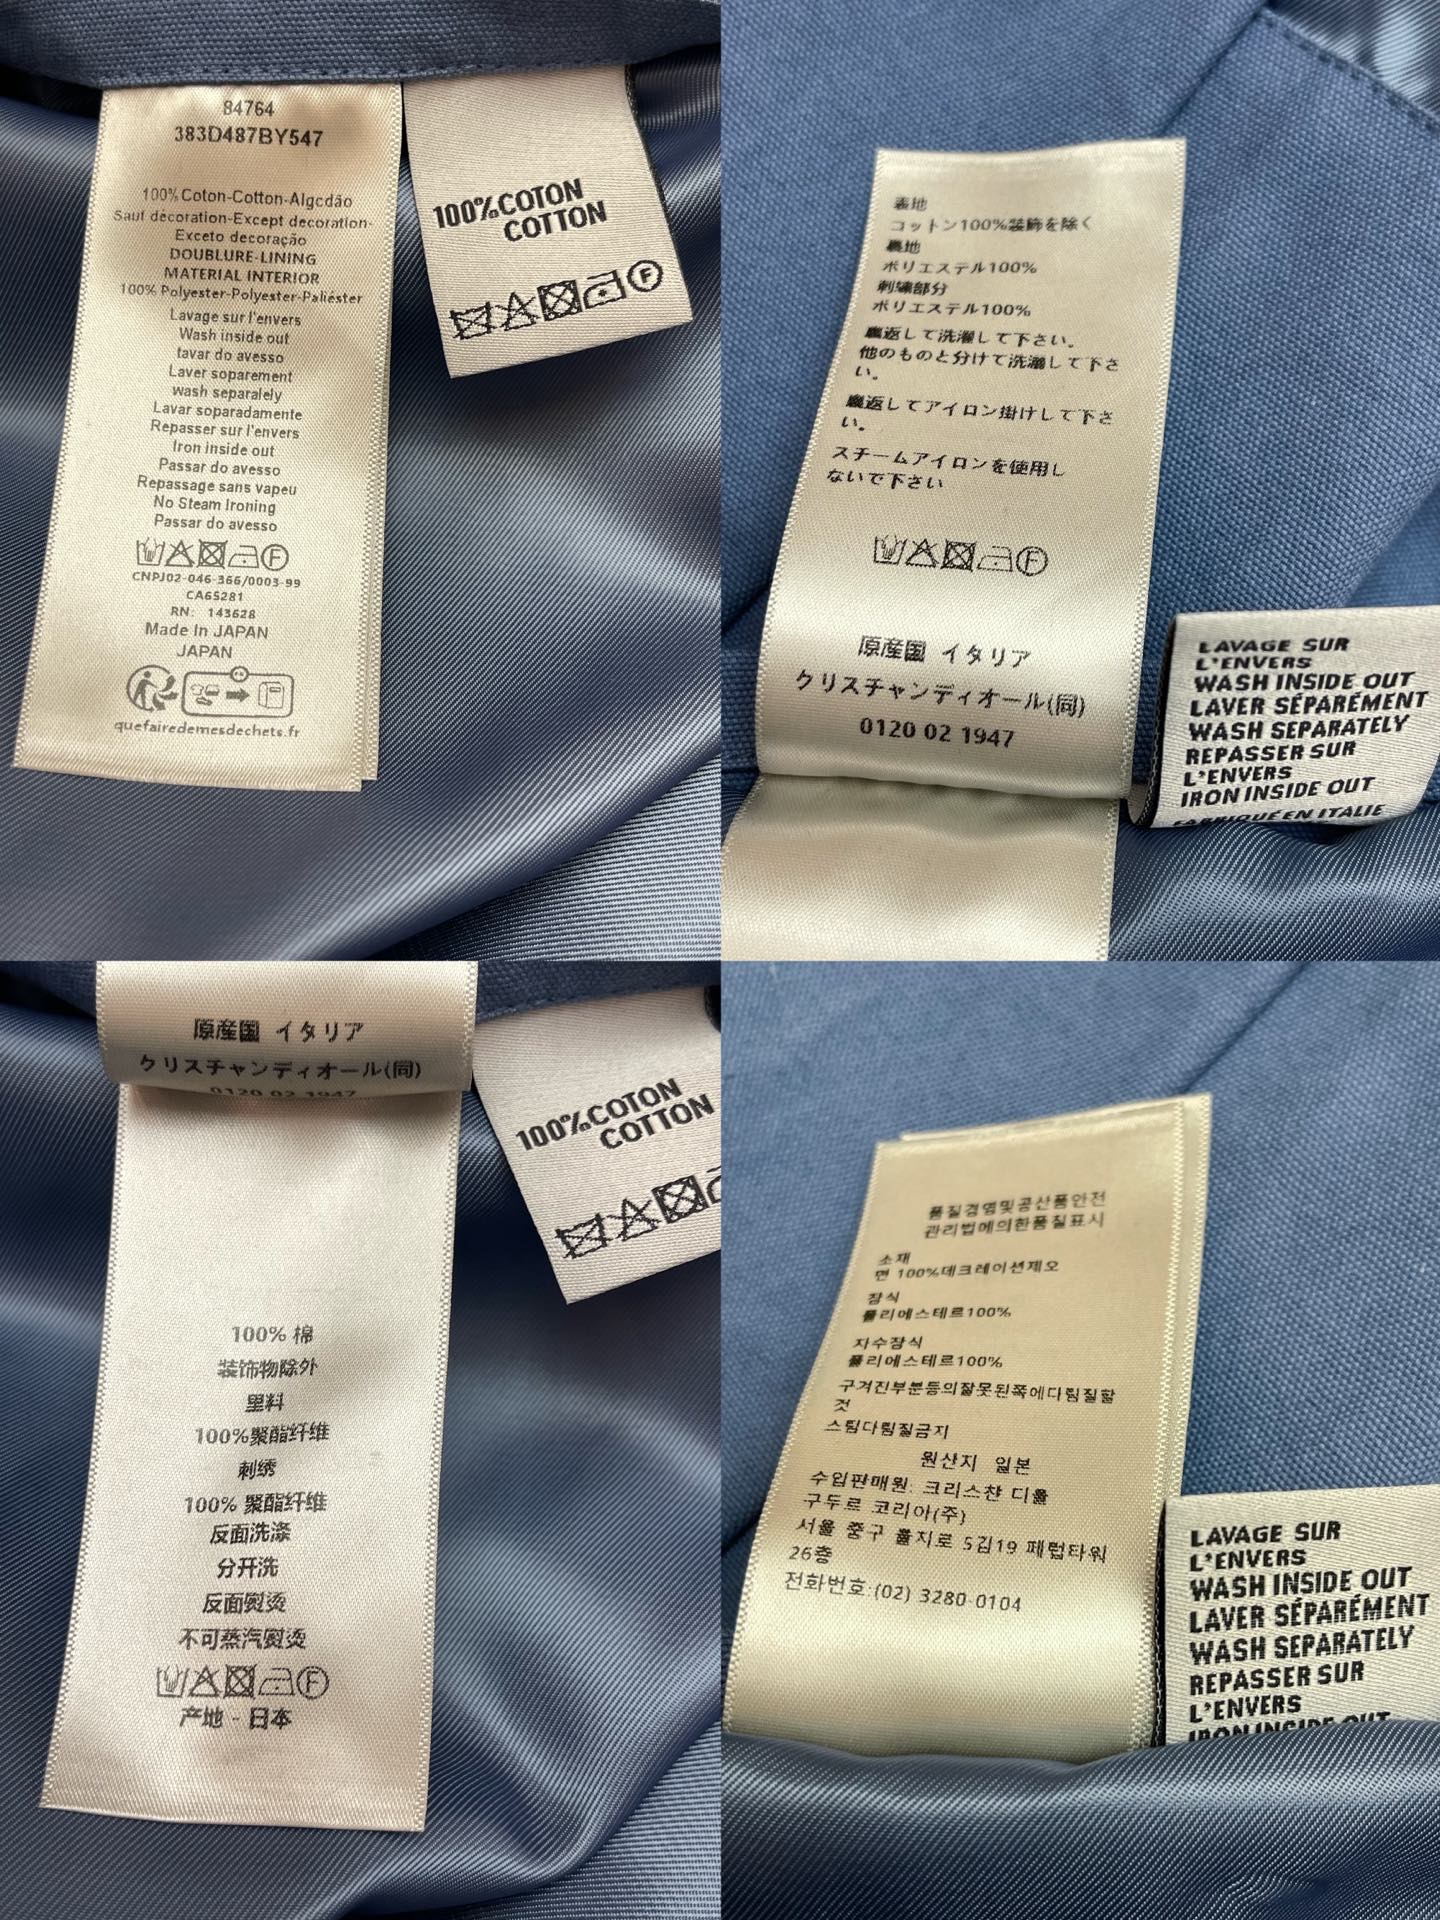 84764
383D487BY547
100%Coton-Cotton-Algcdão
Saut décoration-Except decoration-
Exceto decoração
DOUBLURE-LINING
MATERIAL INTERIOR
100% Polyester-Polyester-Paliéster
Lavage sur l'envers
Wash inside out
tavar do avesso
Laver soparement
wash separalely
Lavar soparadamente
Repasser sur l'envers
Iron inside out
Passar do avesso
Repassage sans vapeu
No Steam Ironing
Passar do avesso
F
CNPJ02-046-366/0003-99
CA65281
RN: 143628
Made In JAPAN
JAPAN
quefairedemesdechets.fr
100%COTON
COTTON
F
表地
コットン100%装飾を除く
裏地
ポリエステル100%
刺繍部分
ポリエステル100%
裏返して洗濯して下さい。
他のものと分けて洗濯して下さ
い。
裏返してアイロン掛けして下さ
い。
スチームアイロンを使用し
ないで下さい
F
原産国 イタリア
クリスチャンディオール(同)
0120 02 1947
LAVAGE SUR
L'ENVERS
WASH INSIDE OUT
LAVER SÉPARÉMENT
WASH SEPARATELY
REPASSER SUR
L'ENVERS
IRON INSIDE OUT
FABRIQUÉ EN ITALIE
原産国 イタリア
クリスチャンディオール(同)
0120 02 1947
100% 棉
装饰物除外
里料
100%聚酯纤维
刺绣
100% 聚酯纤维
反面洗涤
分开洗
反面熨烫
不可蒸汽熨烫
F
产地 - 日本
100%COTON
COTTON
품질경영및공산품안전
관리법에의한품질표시
소재
면 100%데크레이션제오
장식
폴리에스테르100%
자수장식
폴리에스테르100%
구겨진부분등의잘못된쪽에다림질할
것
스팀다림질금지
원산지 일본
수입판매원: 크리스챤 디올
구두르 코리아(주)
서울 중구 을지로 5길19 페럼타워
26층
전화번호:(02) 3280-0104
LAVAGE SUR
L'ENVERS
WASH INSIDE OUT
LAVER SÉPARÉMENT
WASH SEPARATELY
REPASSER SUR
L'ENVERS
IRON INSIDE OUT